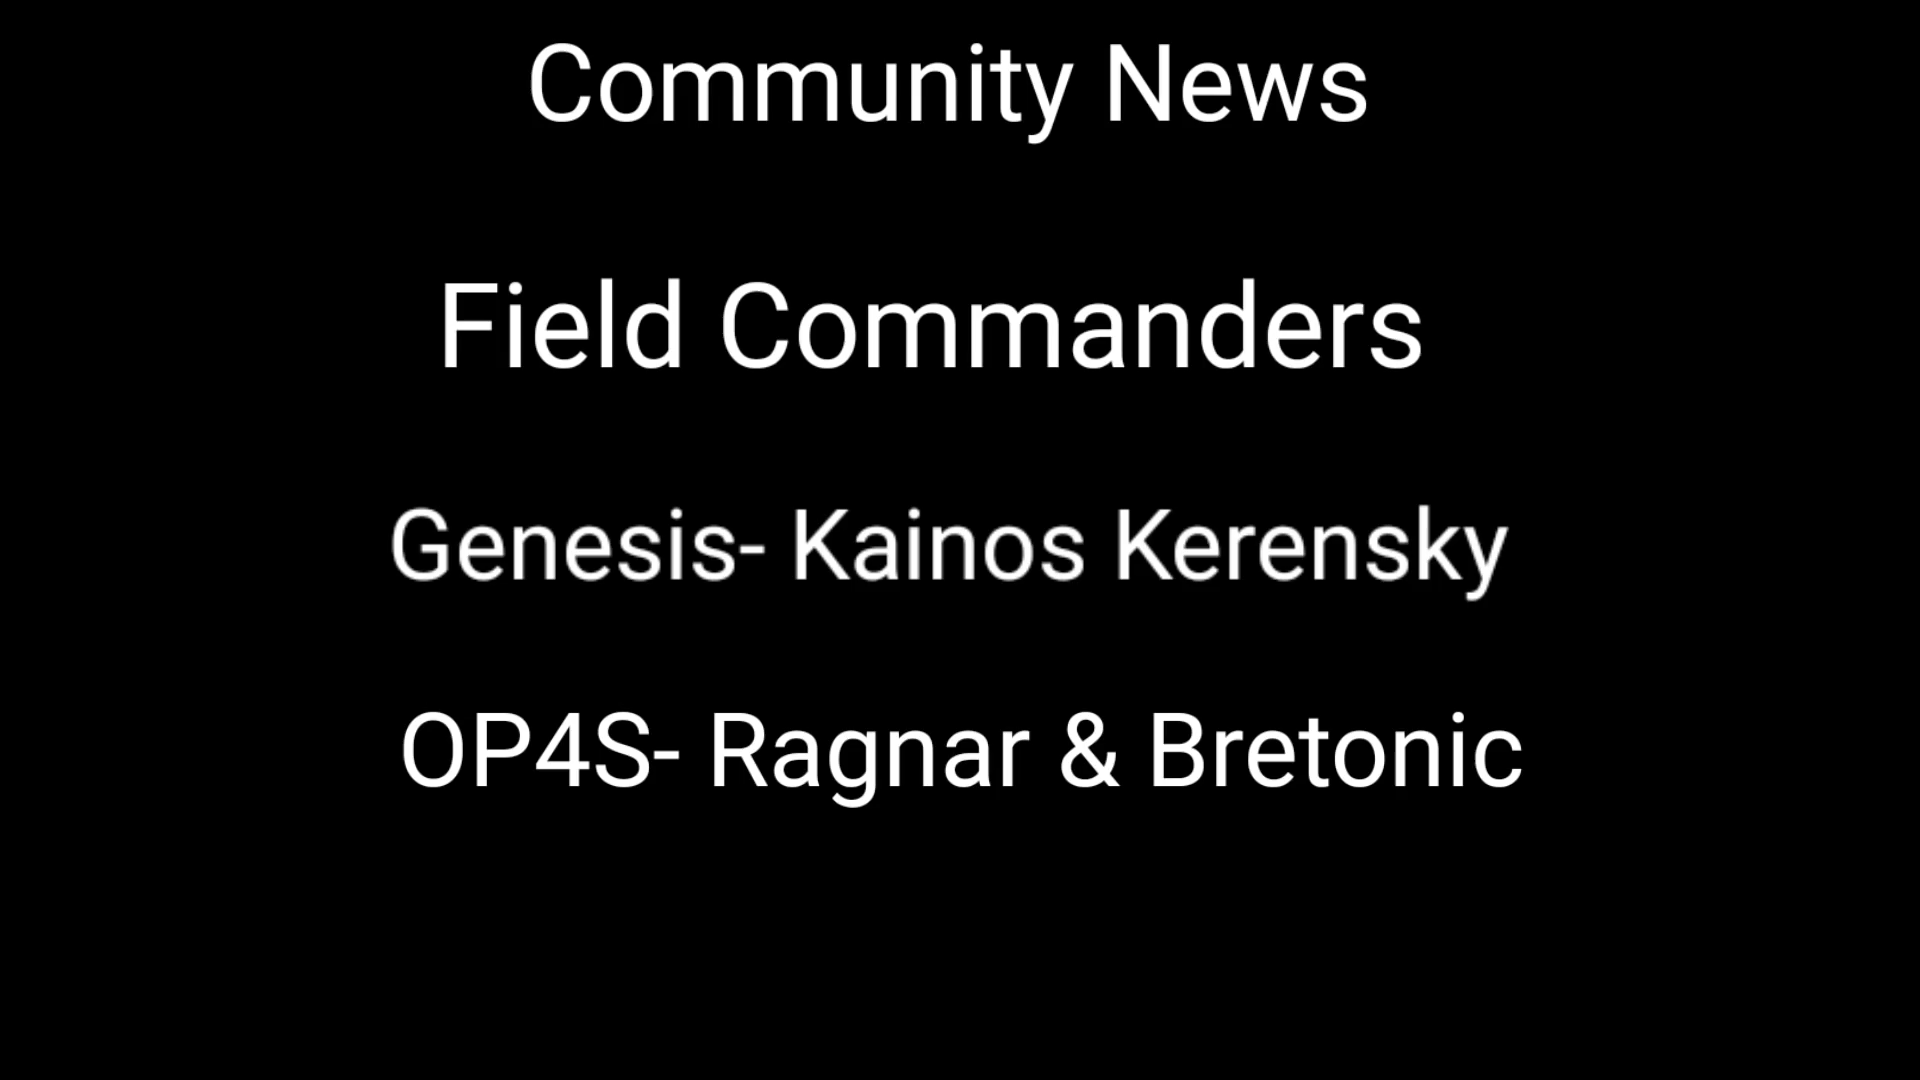 Community News
Field Commanders
Genesis- Kainos Kerensky
OP4S- Ragnar & Bretonic